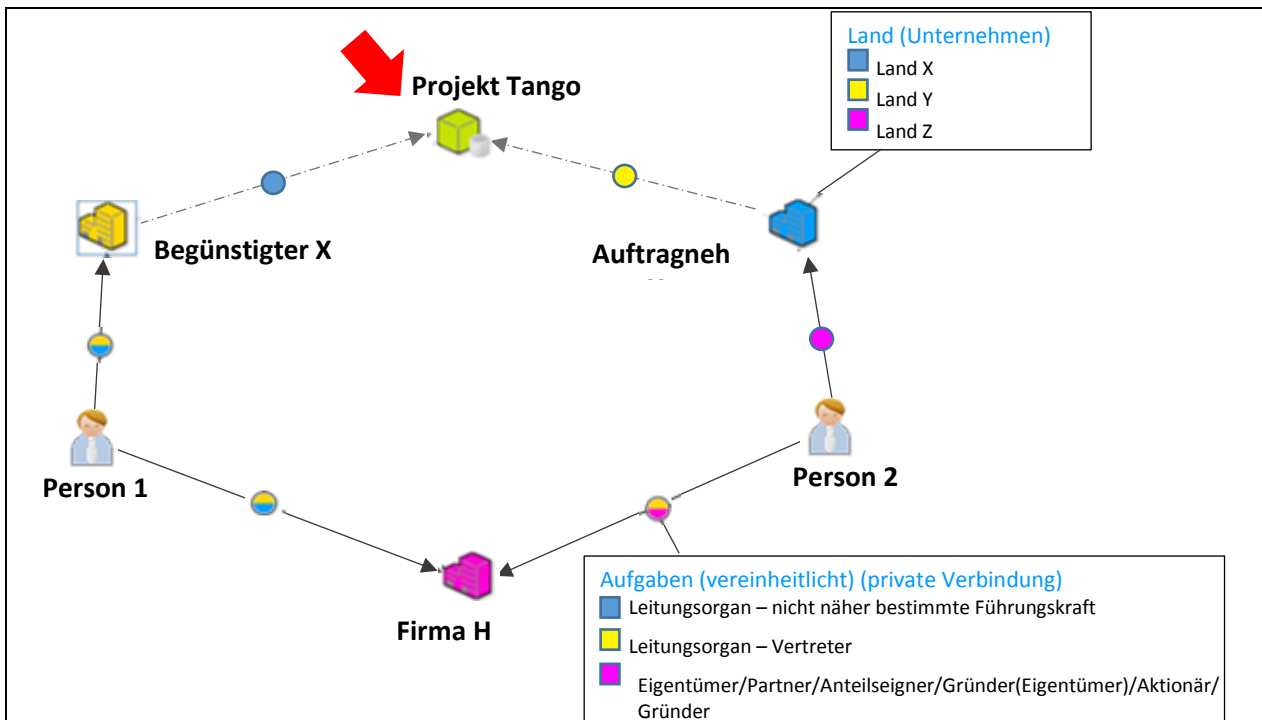 Land (Unternehmen)
Land X
Land Y
Land Z
Projekt Tango
Begünstigter X
Auftragneh
Person 1
Person 2
Firma H
Aufgaben (vereinheitlicht) (private Verbindung)
Leitungsorgan – nicht näher bestimmte Führungskraft
Leitungsorgan – Vertreter
Eigentümer/Partner/Anteilseigner/Gründer(Eigentümer)/Aktionär/
Gründer